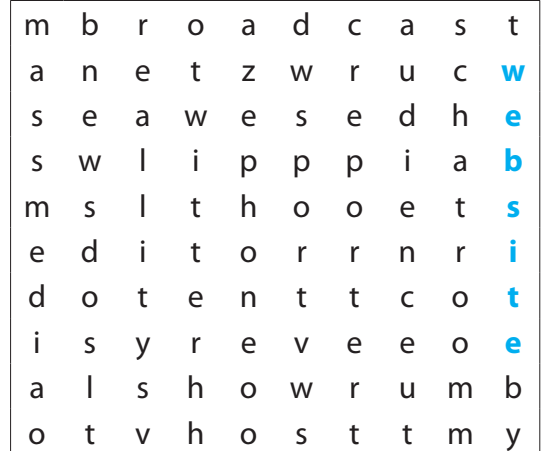 m b r o a d c a s t
a n e t z w r u c w
s e a w e s e d h e
s w l i p p p i a b
m s l t h o o e t s
e d i t o r r n r i
d o t e n t t c o t
i s y r e v e e o e
a l s h o w r u m b
o t v h o s t t m y